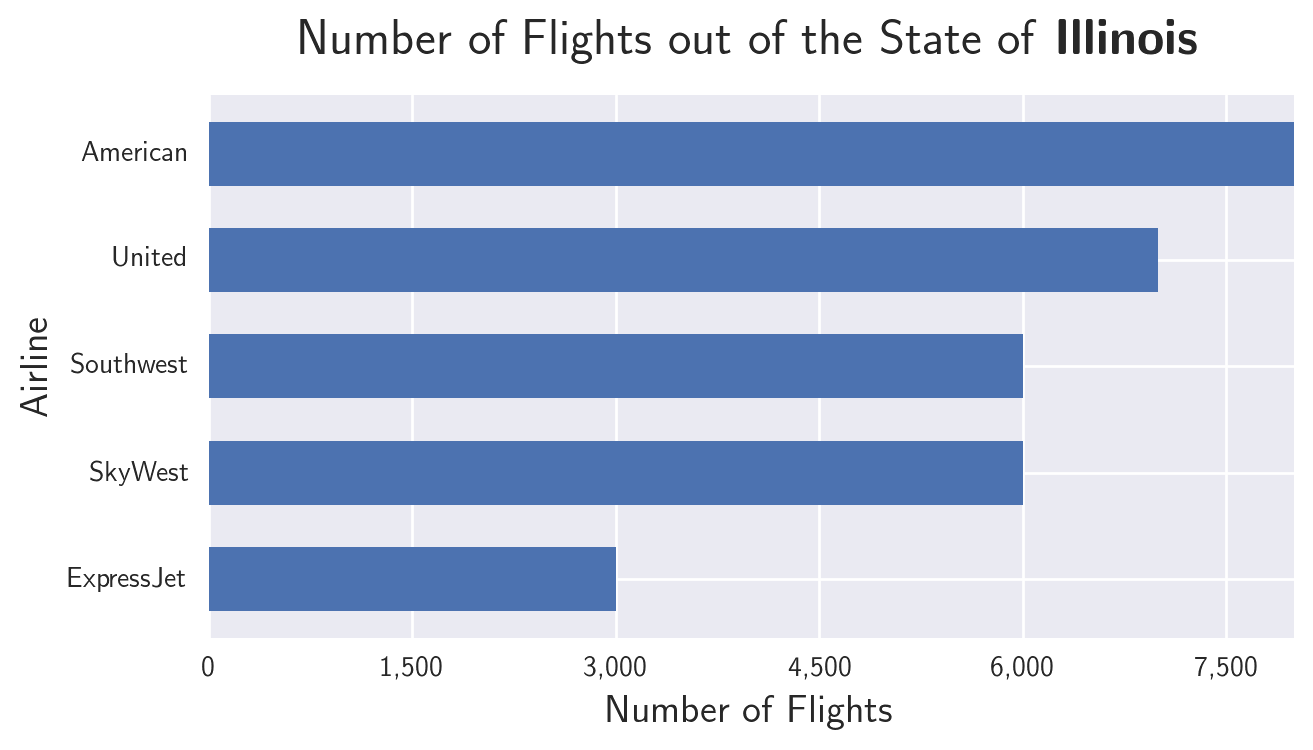 Number of Flights out of the State of Illinois
American
United
Southwest
SkyWest
ExpressJet
Airline
0 1,500 3,000 4,500 6,000 7,500
Number of Flights